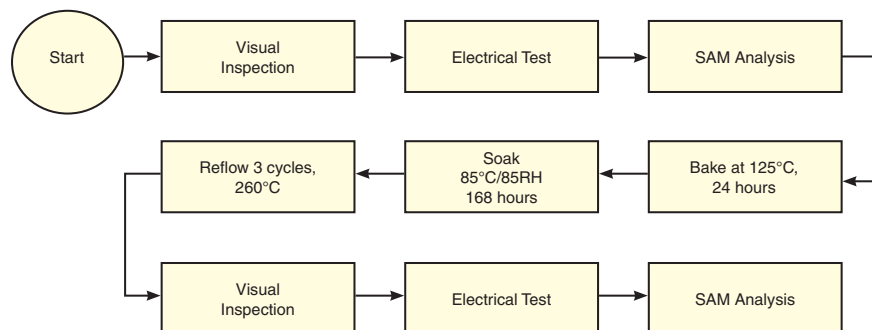 Start
Visual
Inspection
Electrical Test
SAM Analysis
Bake at 125°C,
24 hours
Soak
85°C/85RH
168 hours
Reflow 3 cycles,
260°C
Visual
Inspection
Electrical Test
SAM Analysis